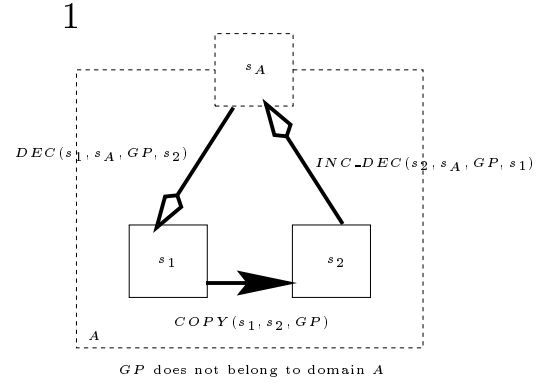 1
s_A
DEC(s_1, s_A, GP, s_2)
INC_DEC(s_2, s_A, GP, s_1)
s_1
s_2
COPY(s_1, s_2, GP)
A
GP does not belong to domain A